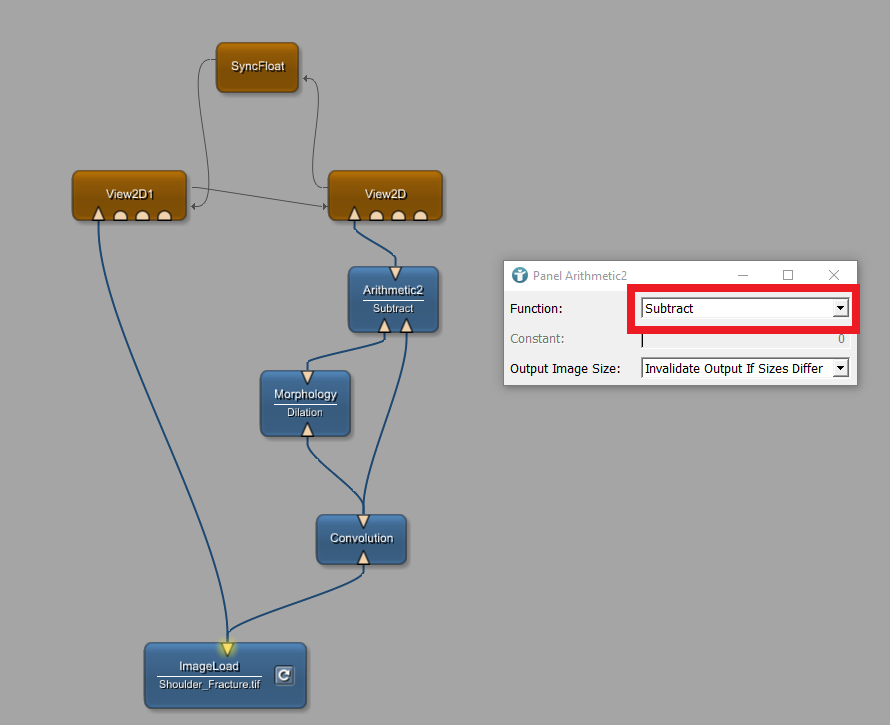 SyncFloat
View2D1
View2D
Arithmetic2
Subtract
Panel Arithmetic2
Function:
Subtract
Constant:
0
Output Image Size:
Invalidate Output If Sizes Differ
Morphology
Dilation
Convolution
ImageLoad
Shoulder_Fracture.tif